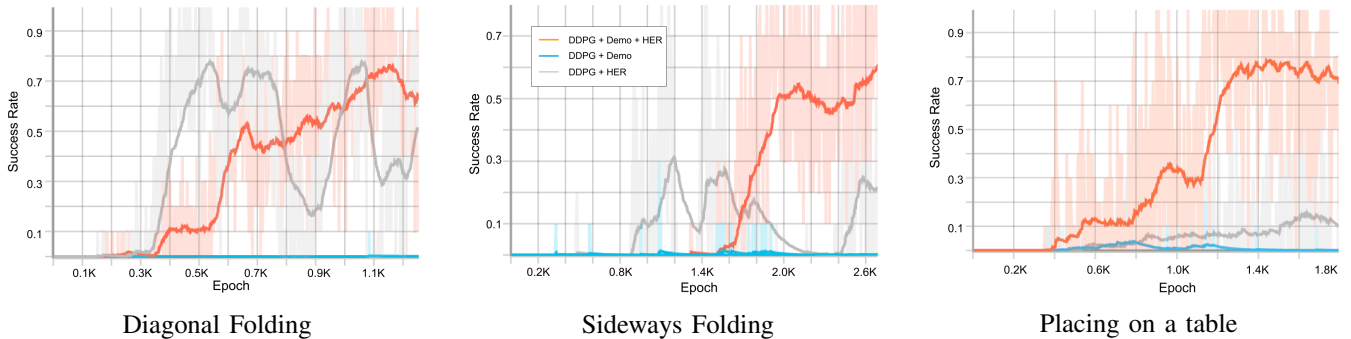 0.9
0.7
0.5
0.3
0.1
Success Rate
0.1K 0.3K 0.5K 0.7K 0.9K 1.1K
Epoch
Diagonal Folding
DDPG + Demo + HER
DDPG + Demo
DDPG + HER
0.7
0.5
0.3
0.1
Success Rate
0.2K 0.8K 1.4K 2.0K 2.6K
Epoch
Sideways Folding
0.9
0.7
0.5
0.3
0.1
Success Rate
0.2K 0.6K 1.0K 1.4K 1.8K
Epoch
Placing on a table